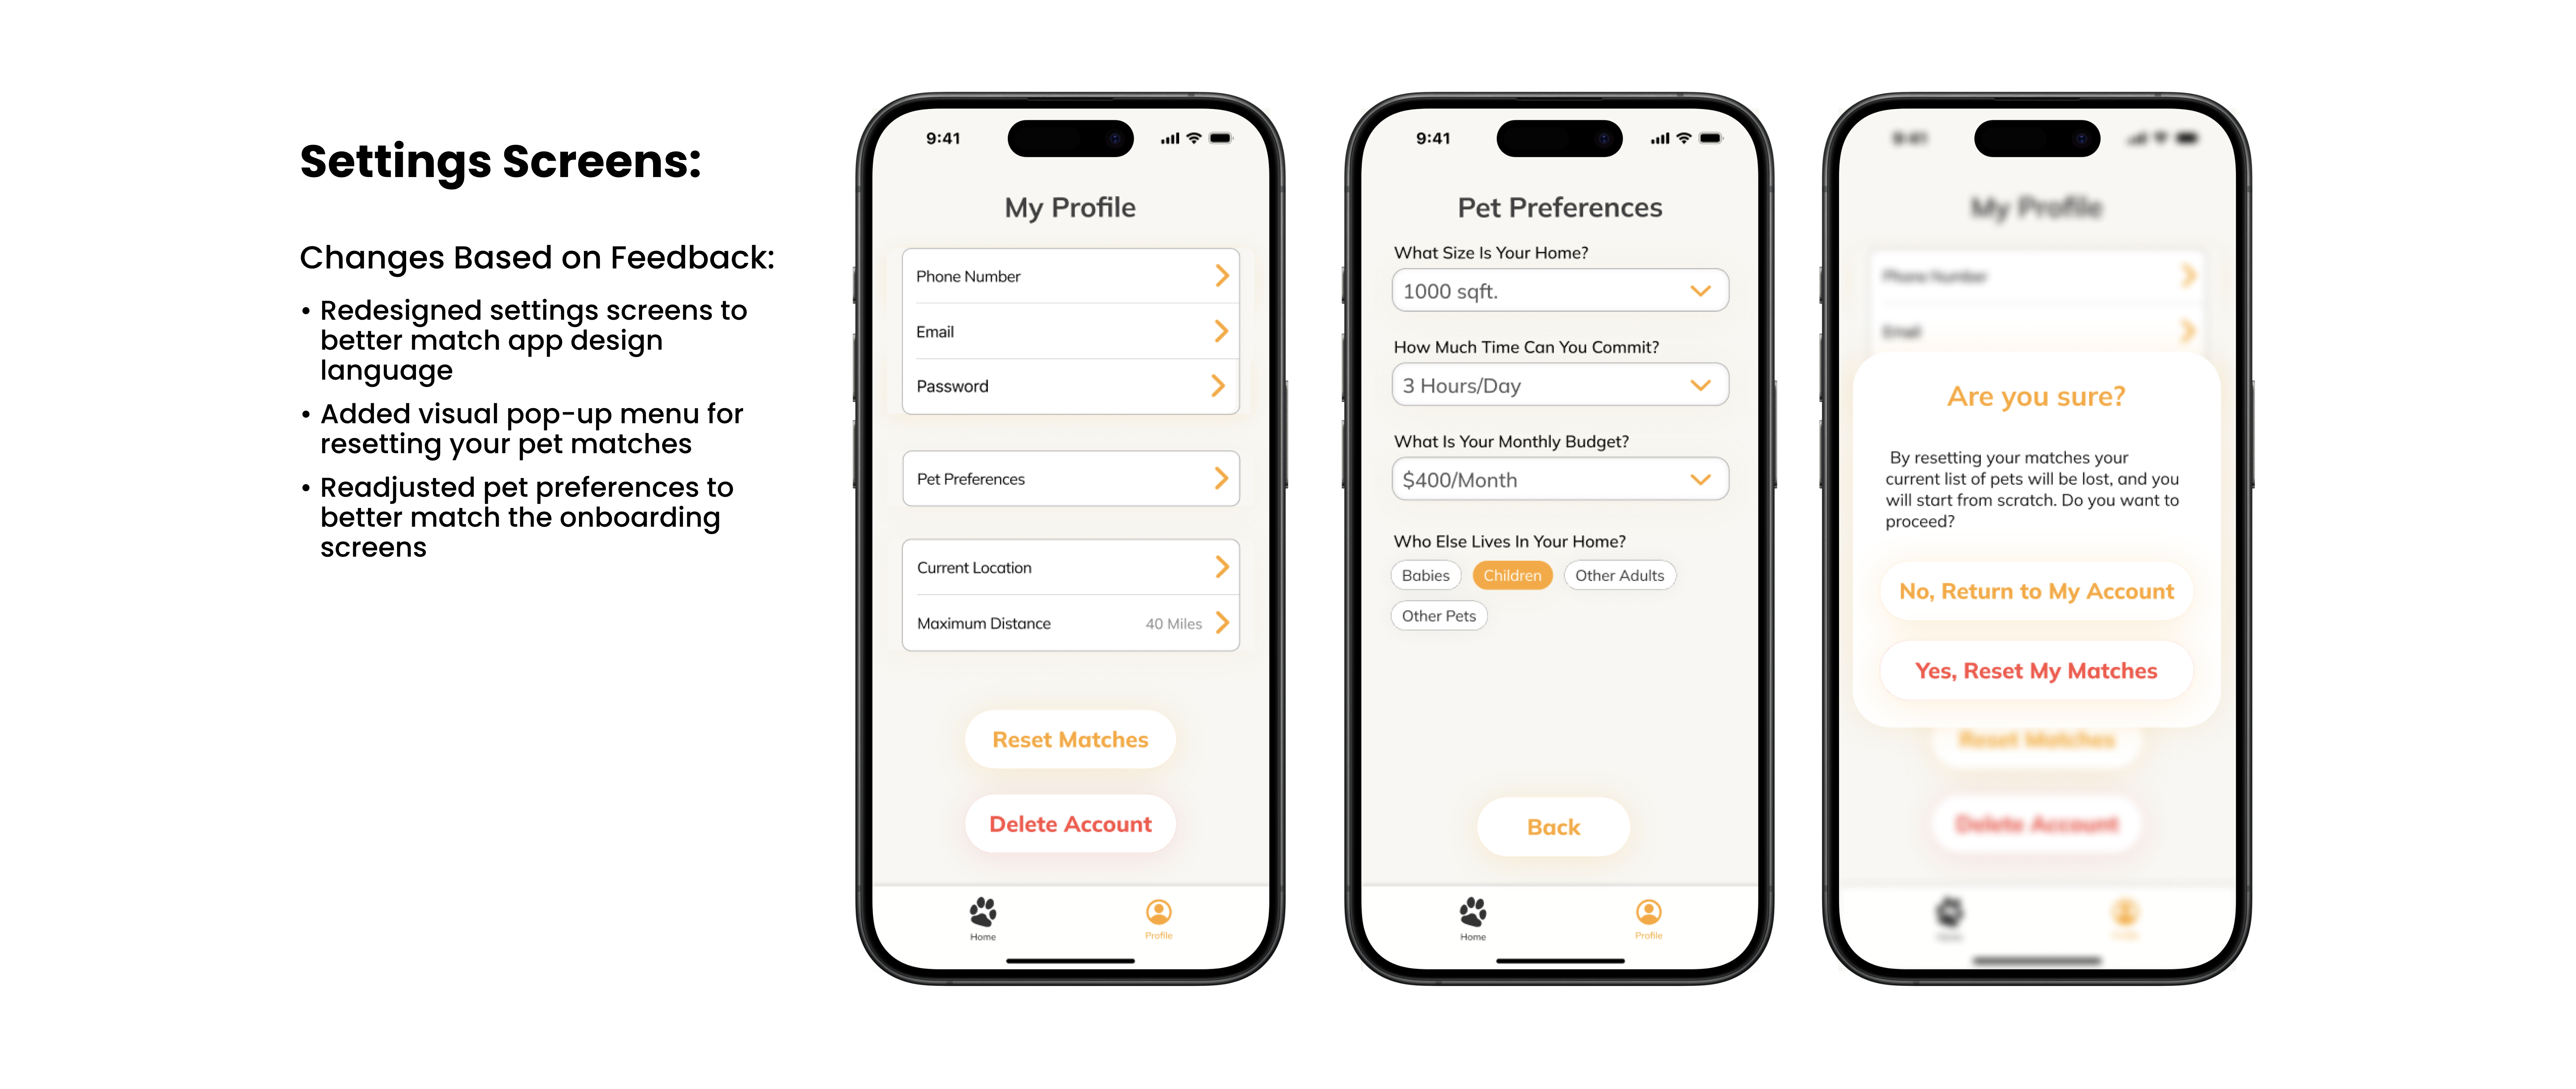 Settings Screens:
Changes Based on Feedback:
• Redesigned settings screens to
better match app design
language
• Added visual pop-up menu for
resetting your pet matches
• Readjusted pet preferences to
better match the onboarding
screens
9:41
My Profile
Phone Number
Email
Password
Pet Preferences
Current Location
Maximum Distance 40 Miles
Reset Matches
Delete Account
Home Profile
9:41
Pet Preferences
What Size Is Your Home?
1000 sqft.
How Much Time Can You Commit?
3 Hours/Day
What Is Your Monthly Budget?
$400/Month
Who Else Lives In Your Home?
Babies Children Other Adults
Other Pets
Back
Home Profile
9:41
My Profile
Phone Number
Email
Are you sure?
By resetting your matches your
current list of pets will be lost, and you
will start from scratch. Do you want to
proceed?
No, Return to My Account
Yes, Reset My Matches
Reset Matches
Delete Account